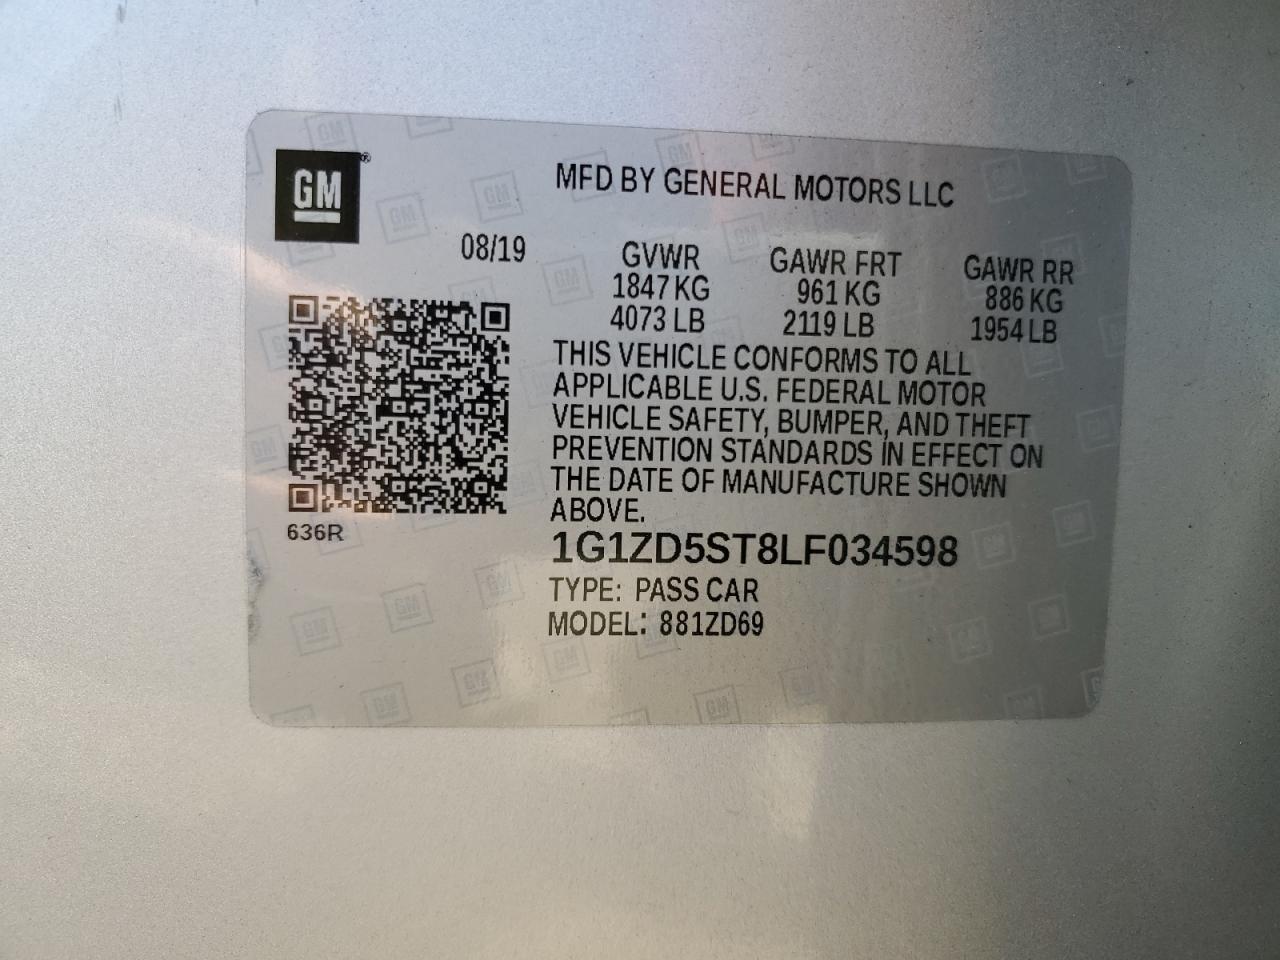 GM®
MFD BY GENERAL MOTORS LLC
08/19
GVWR GAWR FRT GAWR RR
1847 KG 961 KG 886 KG
4073 LB 2119 LB 1954 LB
THIS VEHICLE CONFORMS TO ALL
APPLICABLE U.S. FEDERAL MOTOR
VEHICLE SAFETY, BUMPER, AND THEFT
PREVENTION STANDARDS IN EFFECT ON
THE DATE OF MANUFACTURE SHOWN
ABOVE.
636R
1G1ZD5ST8LF034598
TYPE: PASS CAR
MODEL: 881ZD69